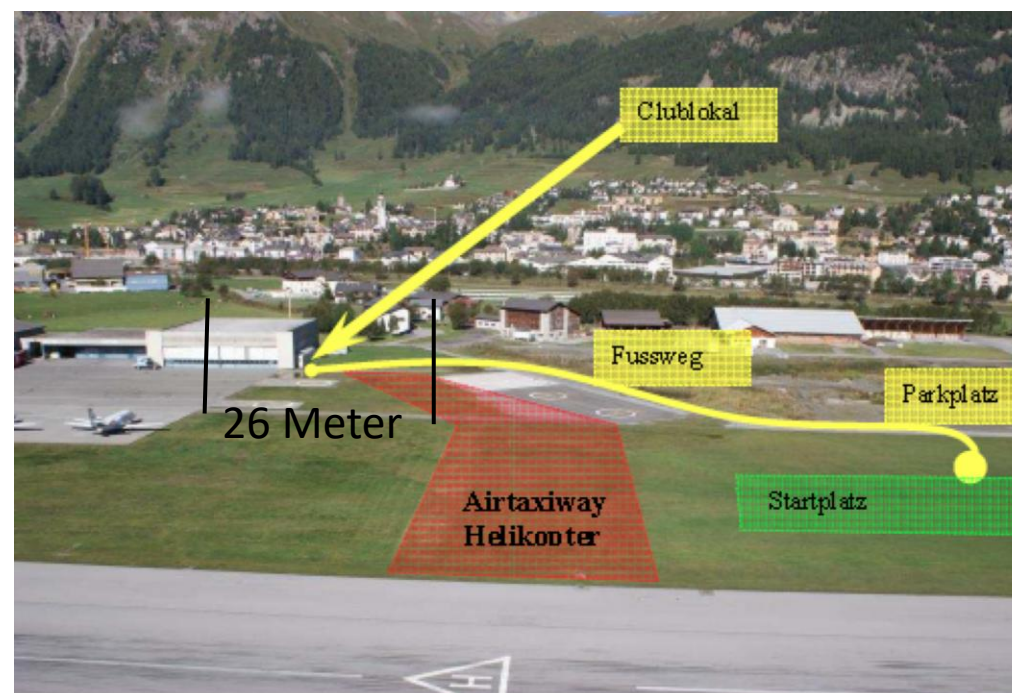 Clublokal
Fussweg
Parkplatz
26 Meter
Airtaxiway
Helikopter
Startplatz
H